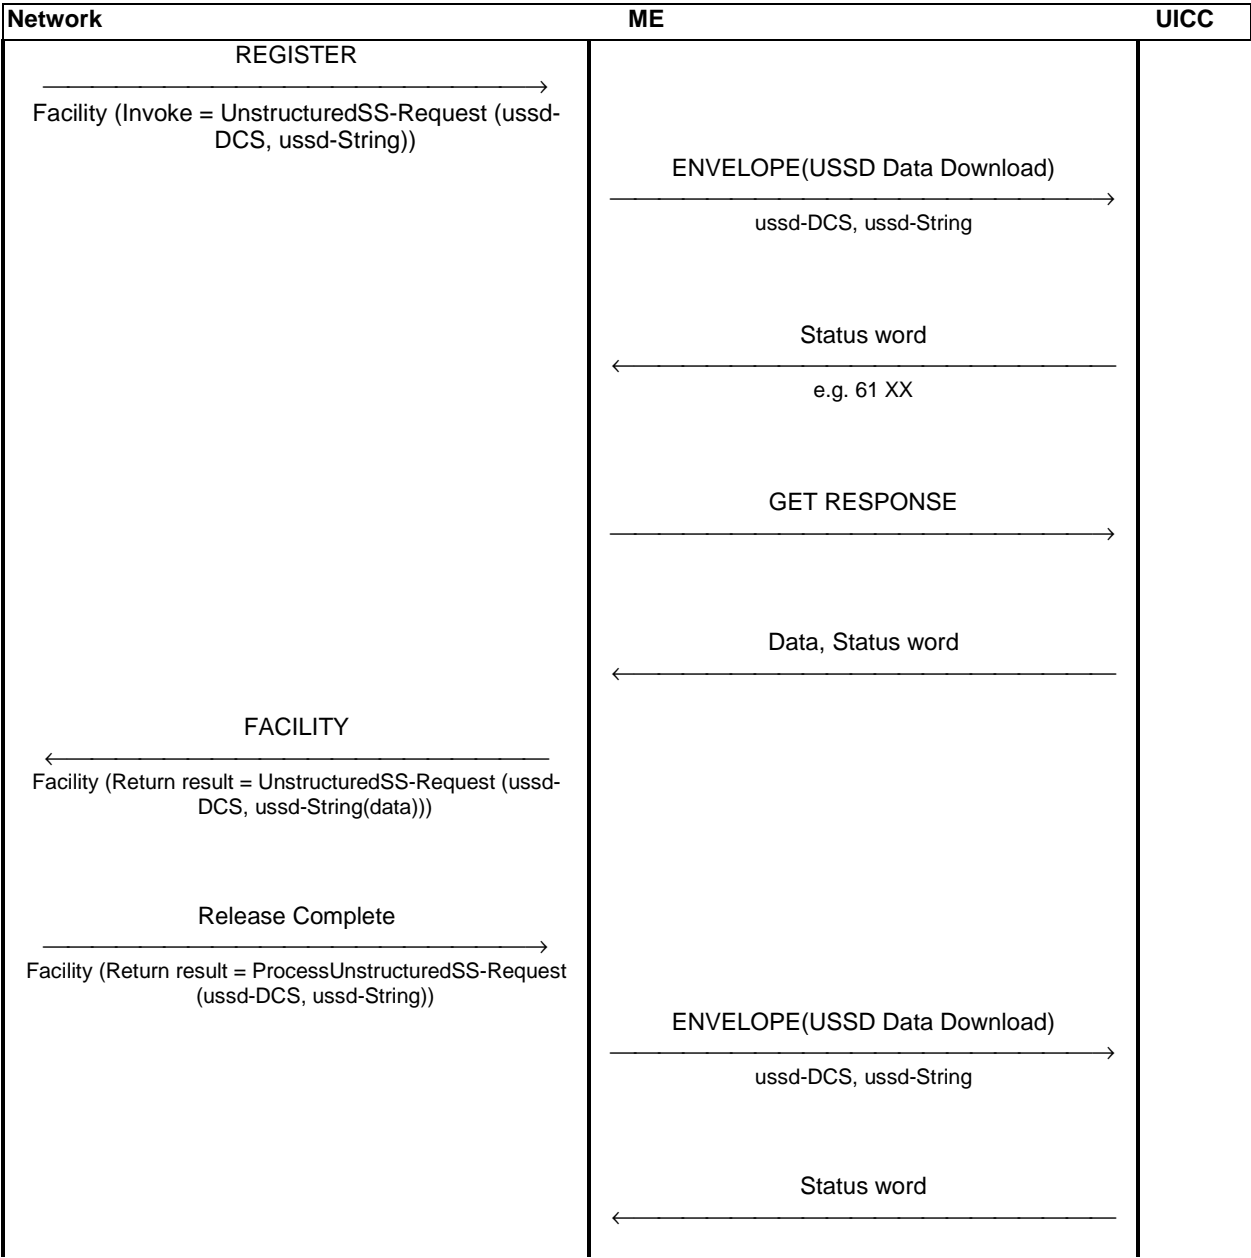 Network ME UICC
REGISTER
Facility (Invoke = UnstructuredSS-Request (ussd-
DCS, ussd-String))
ENVELOPE(USSD Data Download)
ussd-DCS, ussd-String
Status word
e.g. 61 XX
GET RESPONSE
Data, Status word
FACILITY
Facility (Return result = UnstructuredSS-Request (ussd-
DCS, ussd-String(data)))
Release Complete
Facility (Return result = ProcessUnstructuredSS-Request
(ussd-DCS, ussd-String))
ENVELOPE(USSD Data Download)
ussd-DCS, ussd-String
Status word